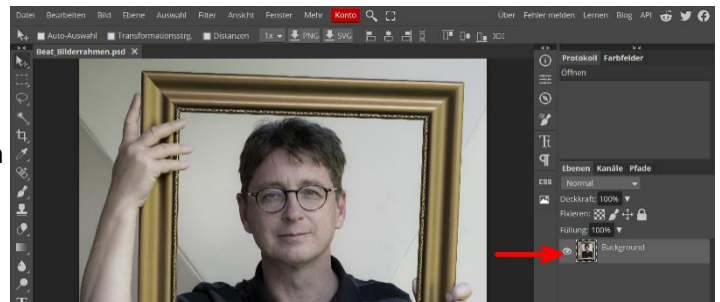 Datei Bearbeiten Bild Ebene Auswahl Filter Ansicht Fenster Mehr Konto Über Fehler melden Lernen Blog API
Auto-Auswahl Transformationsstrg. Distanzen 1x PNG SVG
Beat_Bilderrahmen.psd X
Protokoll Farbfelder
Öffnen
CSS
Ebenen Kanäle Pfade
Normal
Deckkraft: 100%
Fixieren:
Füllung: 100%
Background